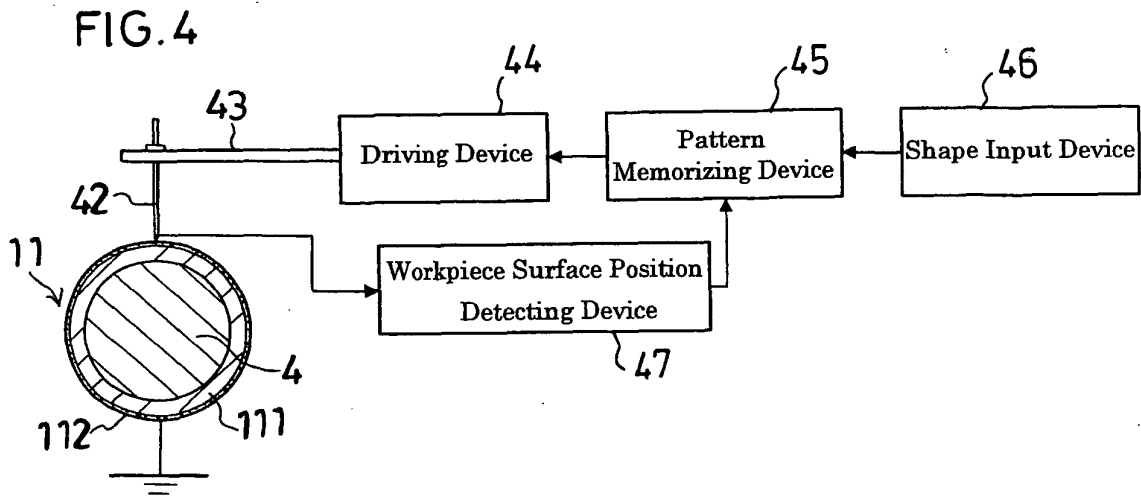 FIG. 4
44
45
46
43
Driving Device
Pattern
Memorizing Device
Shape Input Device
42
11
Workpiece Surface Position
Detecting Device
47
4
112
111